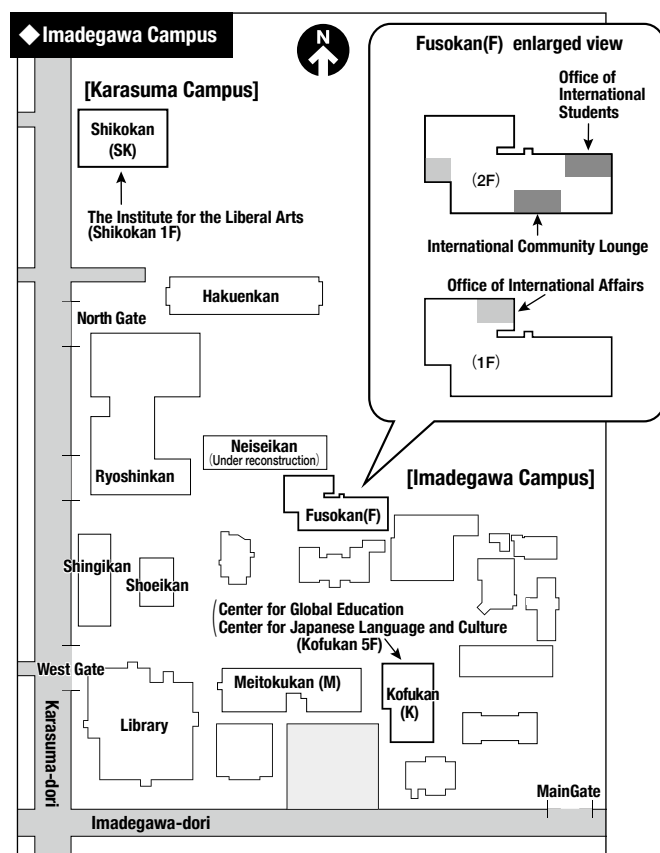 ◆Imadegawa Campus
N
[Karasuma Campus]
Shikokan
(SK)
The Institute for the Liberal Arts
(Shikokan 1F)
Fusokan(F) enlarged view
Office of
International
Students
(2F)
International Community Lounge
Office of International Affairs
(1F)
Hakuenkan
North Gate
Ryoshinkan
Neiseikan
(Under reconstruction)
[Imadegawa Campus]
Fusokan(F)
Shingikan
Shoeikan
Center for Global Education
Center for Japanese Language and Culture
(Kofukan 5F)
West Gate
Meitokukan (M)
Kofukan
(K)
Library
Karasuma-dori
MainGate
Imadegawa-dori